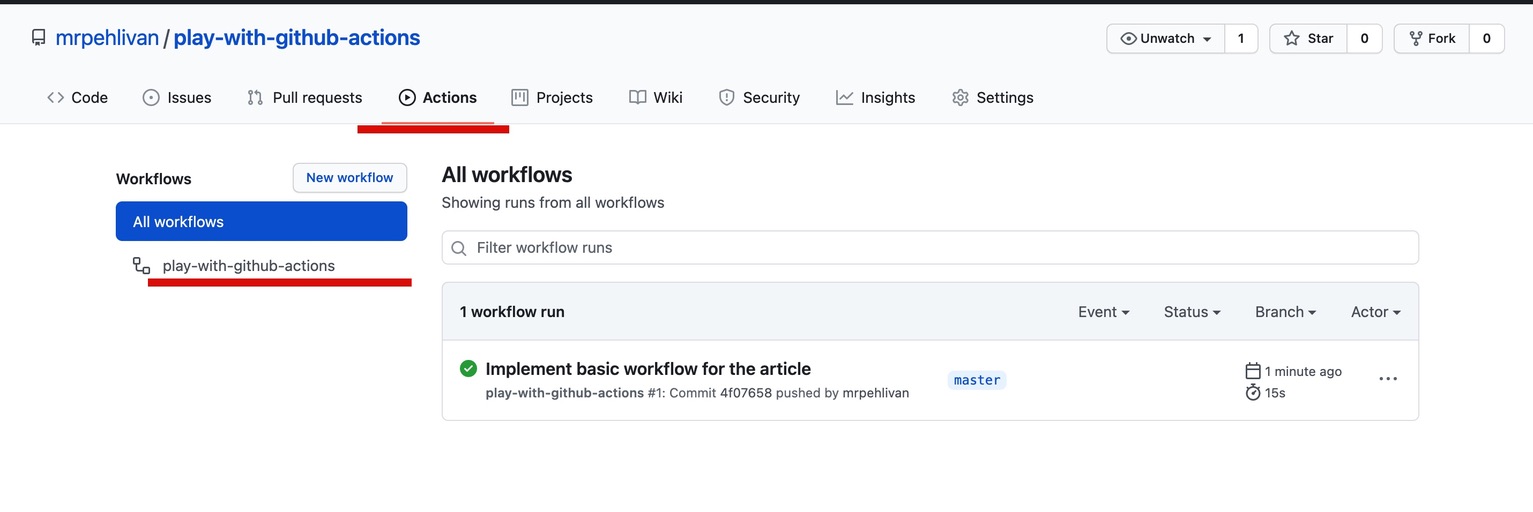 mrpehlivan / play-with-github-actions
Unwatch 1 Star 0 Fork 0
Code Issues Pull requests Actions Projects Wiki Security Insights Settings
Workflows
New workflow
All workflows
play-with-github-actions
All workflows
Showing runs from all workflows
Filter workflow runs
1 workflow run Event Status Branch Actor
Implement basic workflow for the article
play-with-github-actions #1: Commit 4f07658 pushed by mrpehlivan
master
1 minute ago
15s